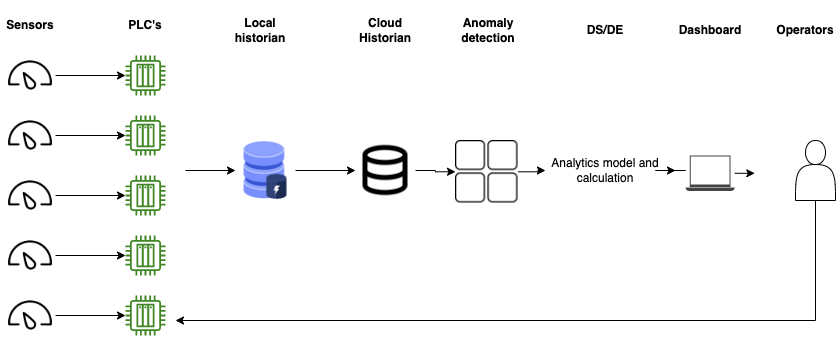 Sensors
PLC's
Local
historian
Cloud
Historian
Anomaly
detection
DS/DE
Dashboard
Operators
Analytics model and
calculation